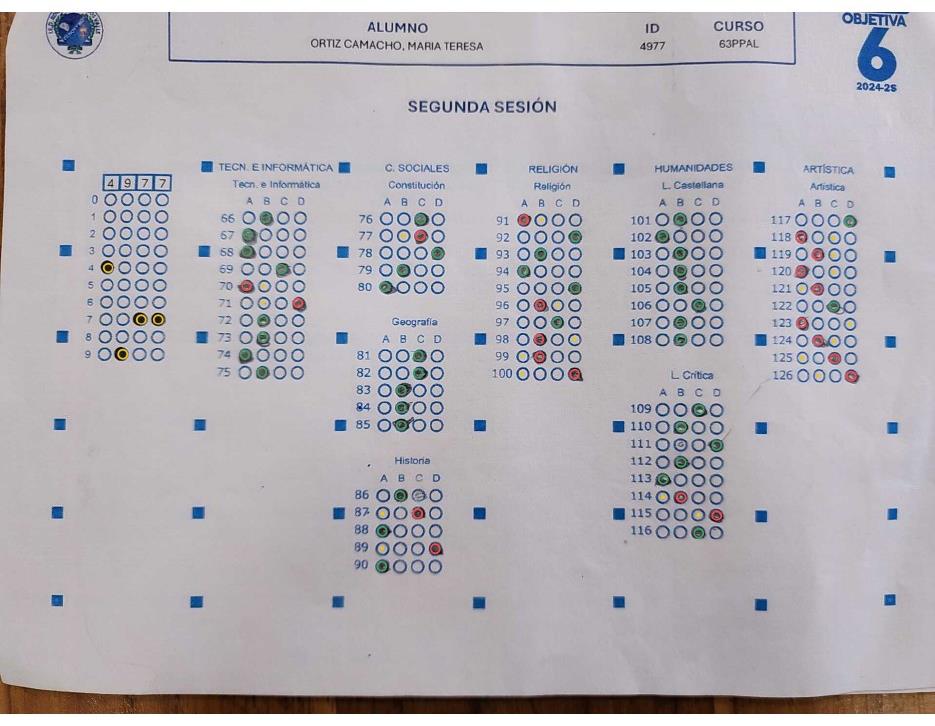 ALUMNO
ORTIZ CAMACHO, MARIA TERESA
ID
4977
CURSO
63PPAL
OBJETIVA
6
2024-2S
SEGUNDA SESIÓN
4 9 7 7
0
1
2
3
4
5
6
7
8
9
TECN. E INFORMÁTICA
Tecn. e Informática
A B C D
66
67
68
69
70
71
72
73
74
75
C. SOCIALES
Constitución
A B C D
76
77
78
79
80
Geografía
81
82
83
84
85
Historia
A B C D
86
87
88
89
90
RELIGIÓN
Religión
A B C D
91
92
93
94
95
96
97
98
99
100
HUMANIDADES
L. Castellana
A B C D
101
102
103
104
105
106
107
108
L. Crítica
A B C D
109
110
111
112
113
114
115
116
ARTÍSTICA
Artística
A B C D
117
118
119
120
121
122
123
124
125
126